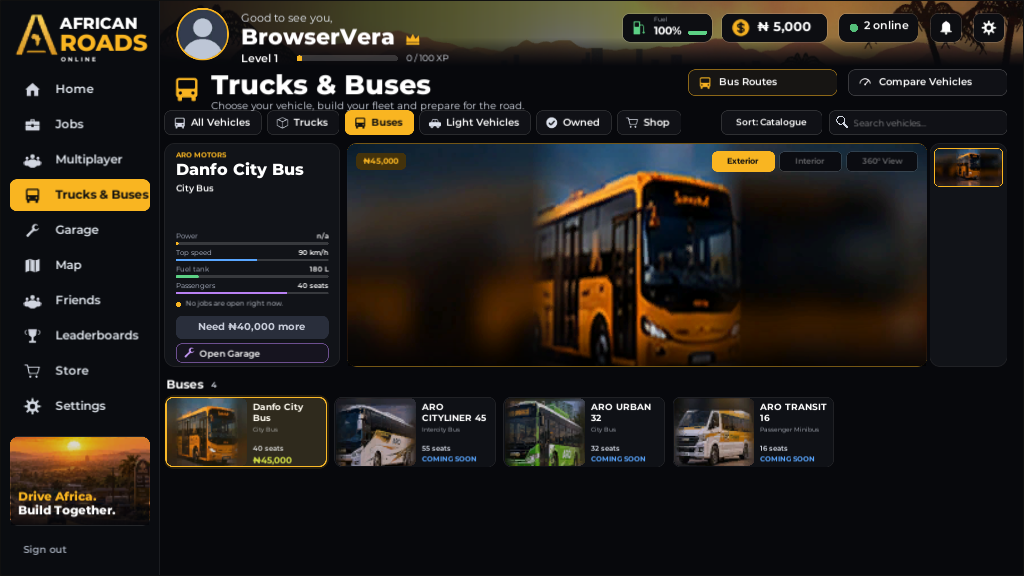 AFRICAN
ROADS
ONLINE
Home
Jobs
Multiplayer
Trucks & Buses
Garage
Map
Friends
Leaderboards
Store
Settings
Drive Africa.
Build Together.
Sign out
Good to see you,
BrowserVera
Level 1
0 / 100 XP
Fuel
100%
₦ 5,000
2 online
Trucks & Buses
Choose your vehicle, build your fleet and prepare for the road.
Bus Routes
Compare Vehicles
All Vehicles
Trucks
Buses
Light Vehicles
Owned
Shop
Sort: Catalogue
Search vehicles...
ARO MOTORS
Danfo City Bus
City Bus
Power n/a
Top speed 90 km/h
Fuel tank 180 L
Passengers 40 seats
No jobs are open right now.
Need ₦40,000 more
Open Garage
₦45,000
Exterior
Interior
360° View
Buses 4
Danfo City
Bus
City Bus
40 seats
₦45,000
ARO
CITYLINER 45
Intercity Bus
55 seats
COMING SOON
ARO URBAN
32
City Bus
32 seats
COMING SOON
ARO TRANSIT
16
Passenger Minibus
16 seats
COMING SOON